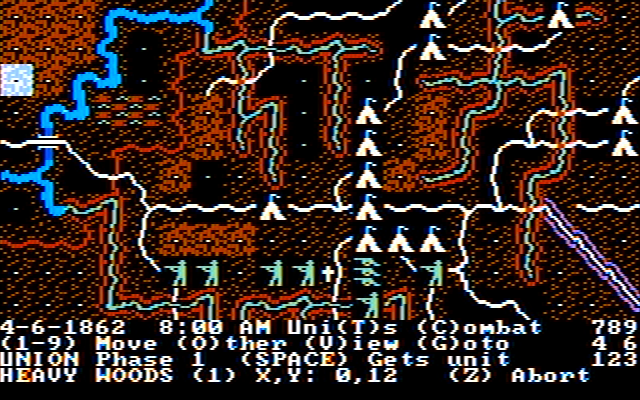 4-6-1862 8:00 AM Uni(T)s (C)ombat 789
(1-9) Move (O)ther (V)iew (G)oto 4 6
UNION Phase 1 (SPACE) Gets unit 123
HEAVY WOODS (1) X,Y: 0,12 (Z) Abort